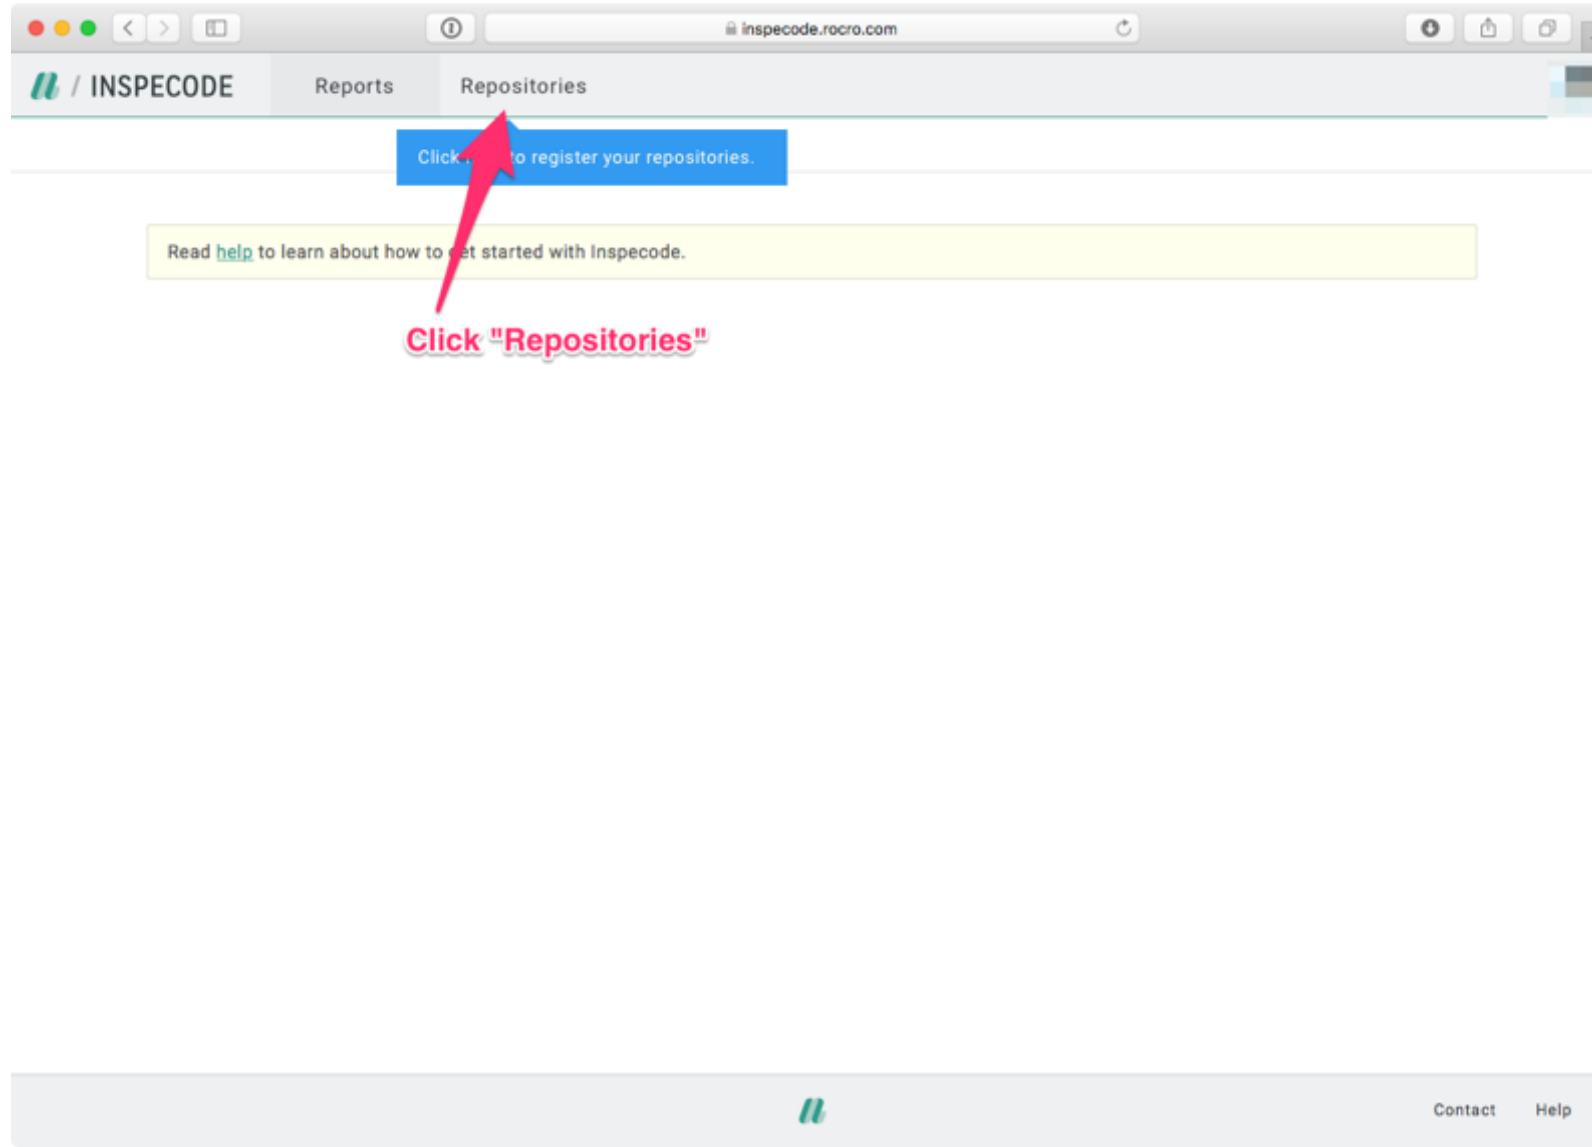 inspecode.rocro.com
/ INSPECODE Reports Repositories
Click to register your repositories.
Read help to learn about how to get started with Inspecode.
Click "Repositories"
Contact Help